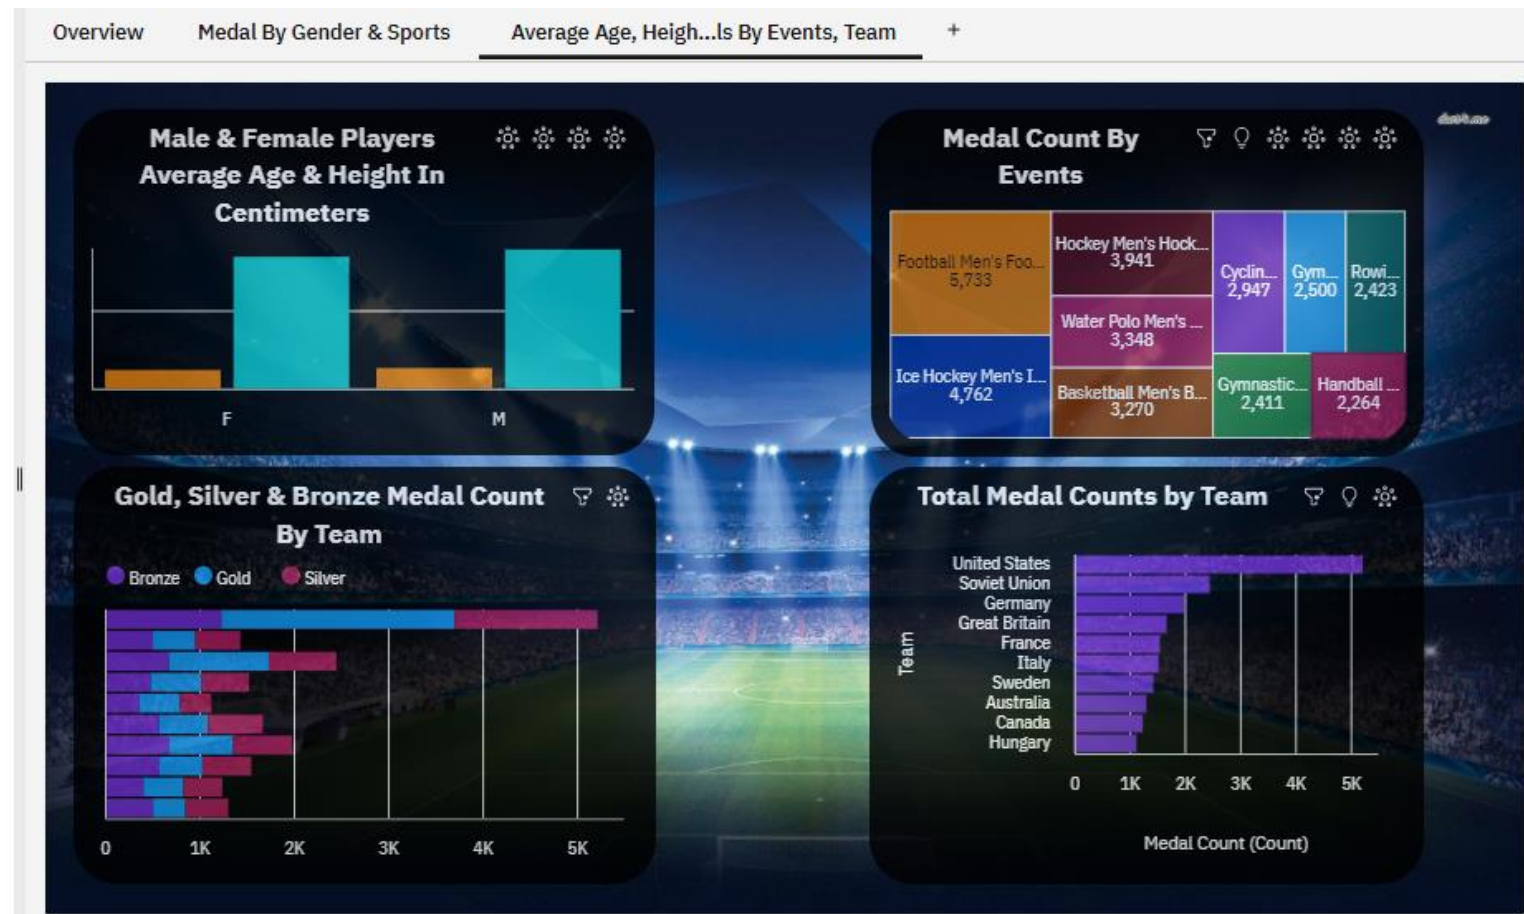 Overview
Medal By Gender & Sports
Average Age, Heigh...ls By Events, Team
+
Male & Female Players
Average Age & Height In
Centimeters
F
M
Medal Count By
Events
Football Men's Foo...
5,733
Ice Hockey Men's I...
4,762
Hockey Men's Hock...
3,941
Water Polo Men's ...
3,348
Basketball Men's B...
3,270
Cyclin...
2,947
Gym...
2,500
Rowi...
2,423
Gymnastic...
2,411
Handball ...
2,264
Gold, Silver & Bronze Medal Count
By Team
Bronze
Gold
Silver
0
1K
2K
3K
4K
5K
Total Medal Counts by Team
Team
United States
Soviet Union
Germany
Great Britain
France
Italy
Sweden
Australia
Canada
Hungary
0
1K
2K
3K
4K
5K
Medal Count (Count)